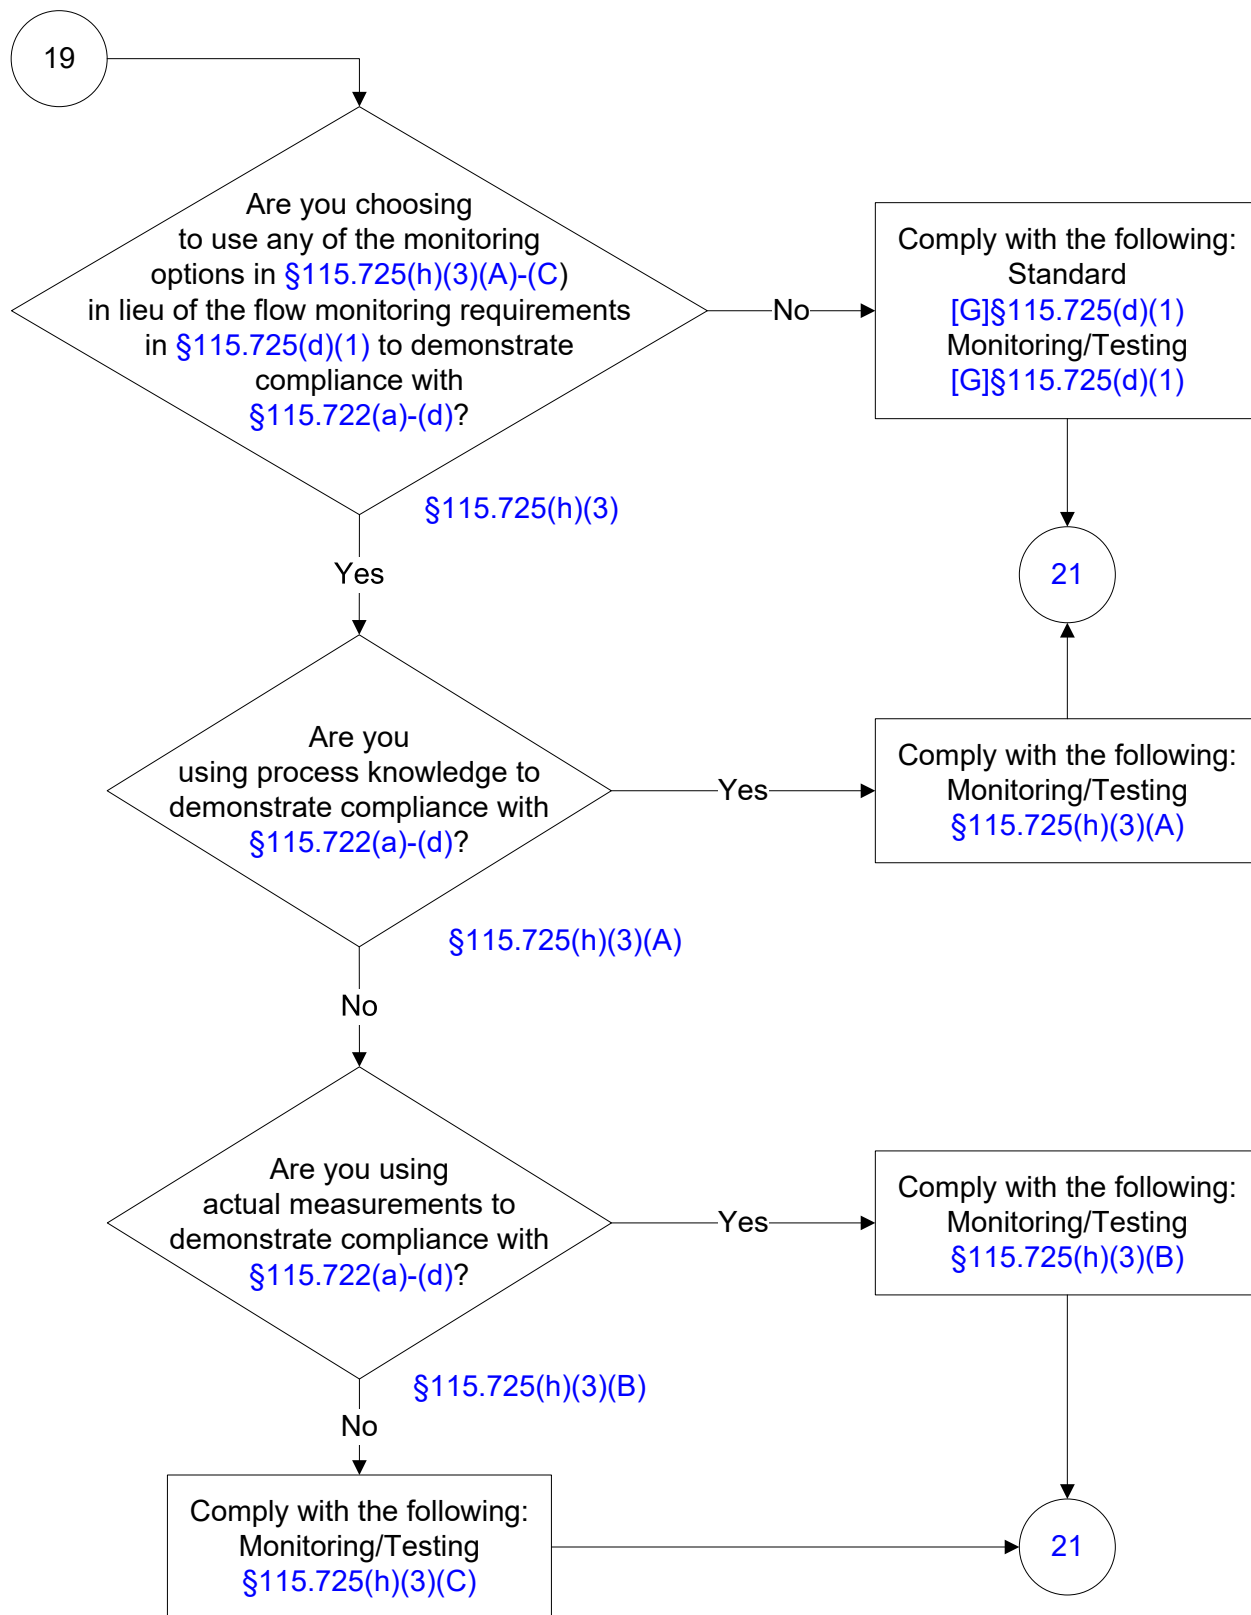 19
Are you choosing
to use any of the monitoring
options in §115.725(h)(3)(A)-(C)
in lieu of the flow monitoring requirements
in §115.725(d)(1) to demonstrate
compliance with
§115.722(a)-(d)?
No
Comply with the following:
Standard
[G]§115.725(d)(1)
Monitoring/Testing
[G]§115.725(d)(1)
§115.725(h)(3)
21
Yes
Are you
using process knowledge to
demonstrate compliance with
§115.722(a)-(d)?
Yes
Comply with the following:
Monitoring/Testing
§115.725(h)(3)(A)
§115.725(h)(3)(A)
No
Are you using
actual measurements to
demonstrate compliance with
§115.722(a)-(d)?
Yes
Comply with the following:
Monitoring/Testing
§115.725(h)(3)(B)
§115.725(h)(3)(B)
No
Comply with the following:
Monitoring/Testing
§115.725(h)(3)(C)
21